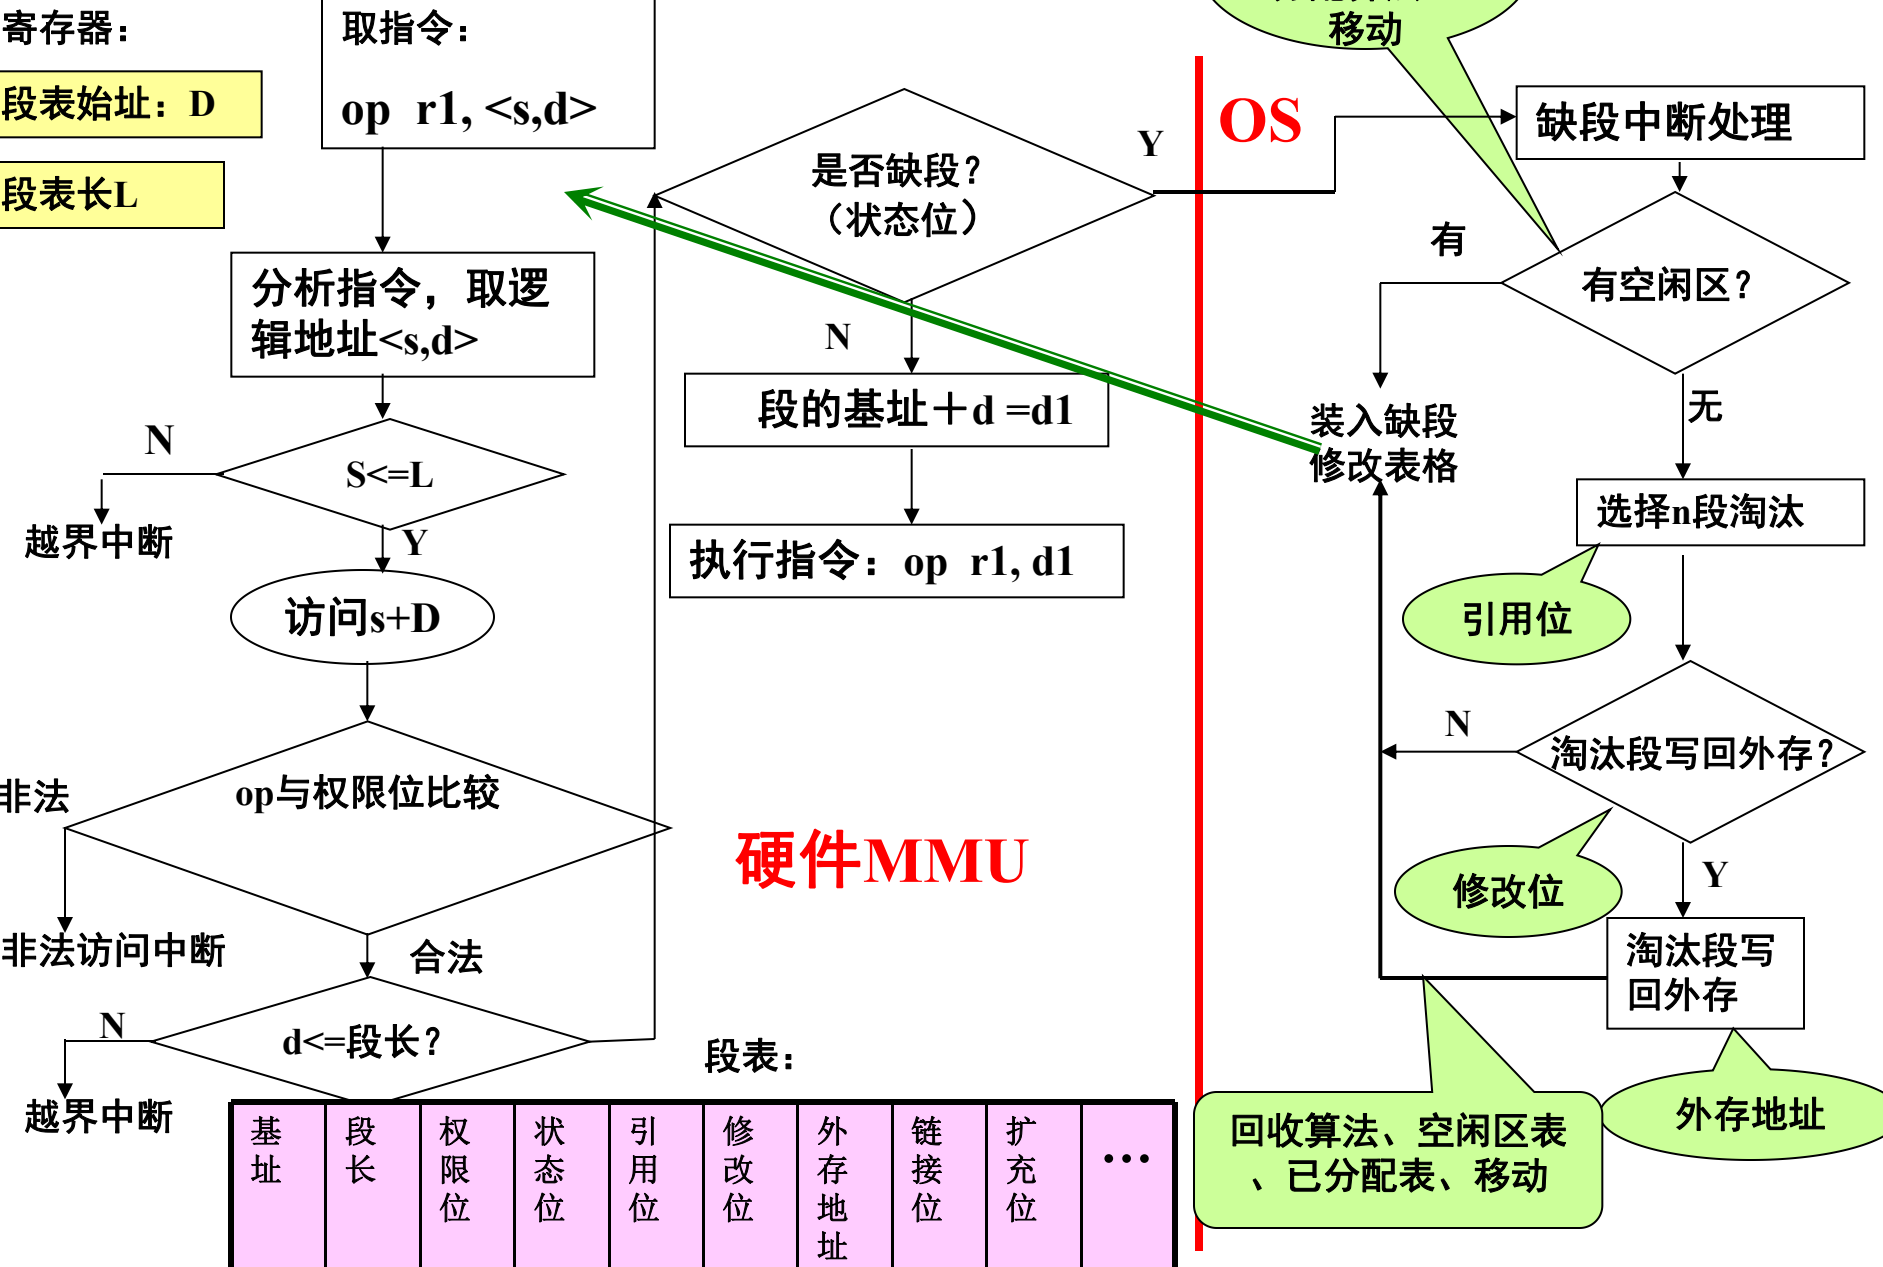 寄存器：
段表始址：D
段表长L
取指令：
op r1, <s,d>
分析指令，取逻
辑地址<s,d>
N
S<=L
越界中断
Y
访问s+D
非法
op与权限位比较
非法访问中断
合法
N
d<=段长？
越界中断
是否缺段？
（状态位）
Y
N
段的基址＋d =d1
执行指令：op r1, d1
硬件MMU
段表：
基址
段长
权限位
状态位
引用位
修改位
外存地址
链接位
扩充位
…
OS
移动
缺段中断处理
有
有空闲区？
无
装入缺段
修改表格
选择n段淘汰
引用位
N
淘汰段写回外存？
修改位
Y
淘汰段写
回外存
外存地址
回收算法、空闲区表
、已分配表、移动